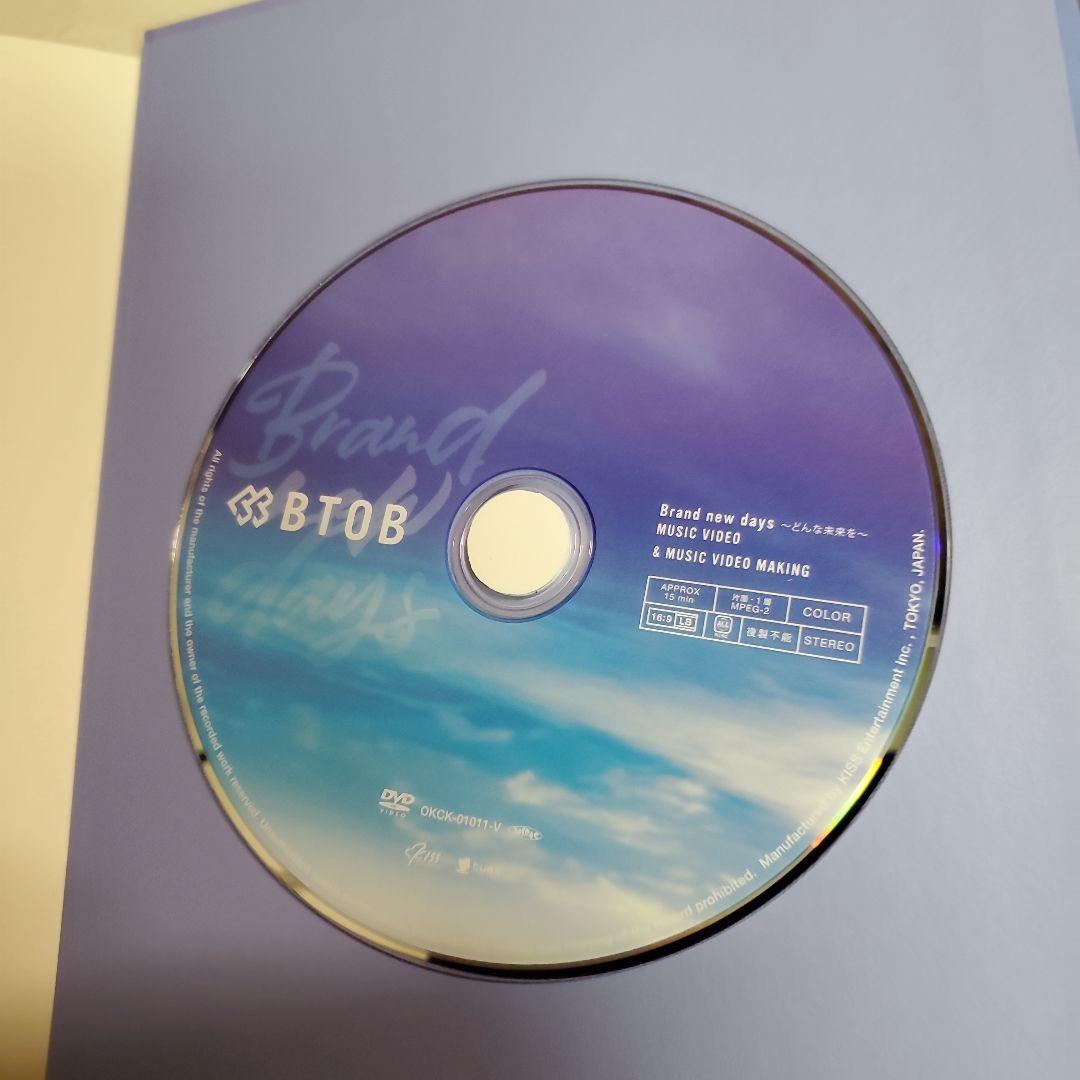 Brand
new
days
BTOB
Brand new days ～どんな未来を～
MUSIC VIDEO
& MUSIC VIDEO MAKING
APPROX
15 min
片面・1層
MPEG-2
COLOR
16:9 LB
ALL
複製不能
STEREO
DVD
VIDEO
OKCK-01011-V
KISS
All rights of the manufacturer and the owner of the recorded work reserved.
prohibited. Manufactured by KISS Entertainment Inc., TOKYO, JAPAN.